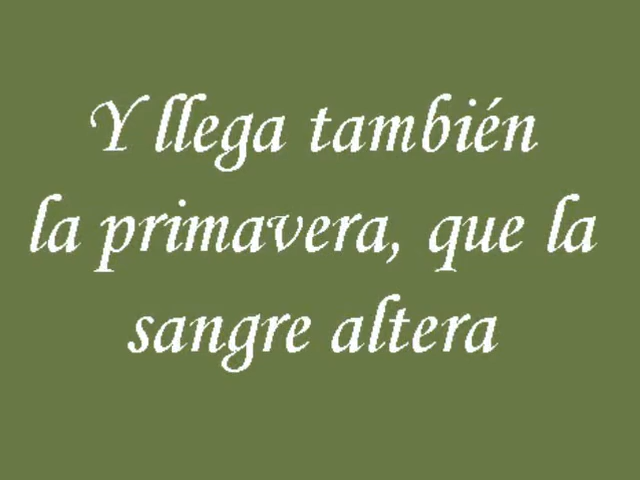 Y llega también
la primavera, que la
sangre altera